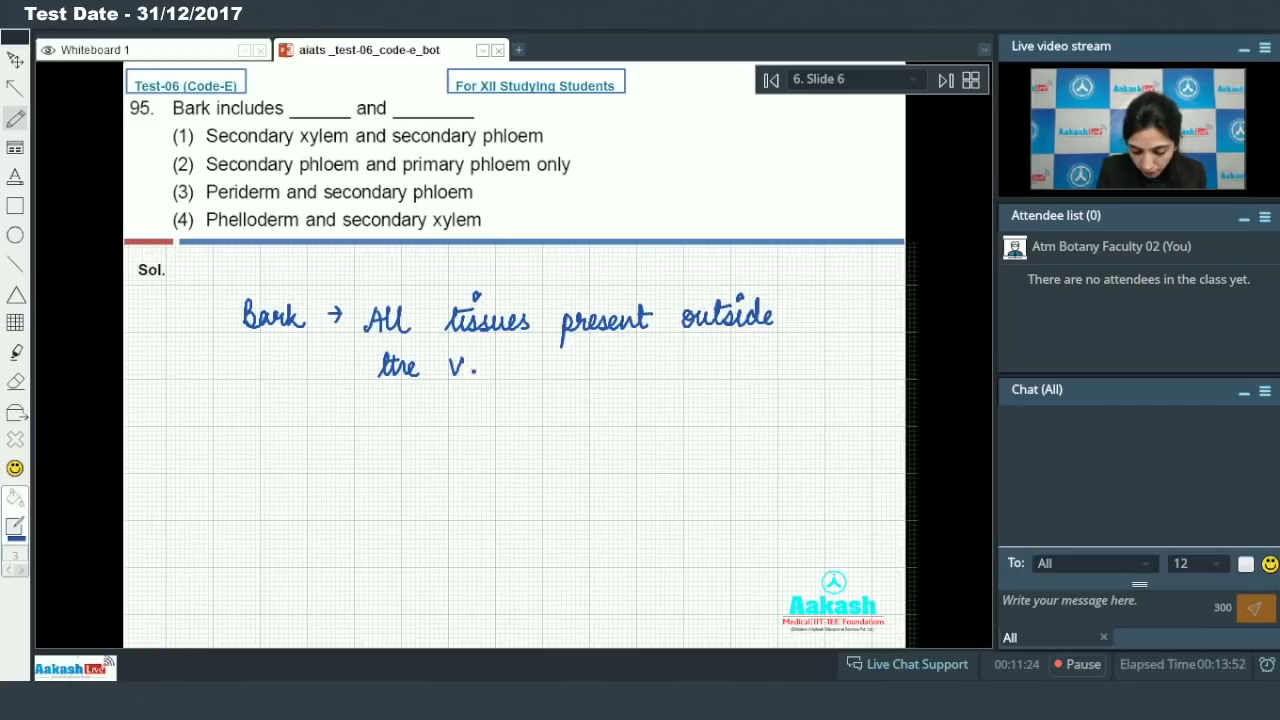 Test Date - 31/12/2017
Whiteboard 1
aiats _test-06_code-e_bot
Test-06 (Code-E)
For XII Studying Students
6. Slide 6
95. Bark includes ______ and ________
(1) Secondary xylem and secondary phloem
(2) Secondary phloem and primary phloem only
(3) Periderm and secondary phloem
(4) Phelloderm and secondary xylem
Sol.
Bark → All tissues present outside
the v.
Aakash
Medical|IIT-JEE|Foundations
3
Aakash Live
Live video stream
AakashLive
Attendee list (0)
Atm Botany Faculty 02 (You)
There are no attendees in the class yet.
Chat (All)
To: All 12
Write your message here. 300
All
Live Chat Support 00:11:24 Pause Elapsed Time 00:13:52